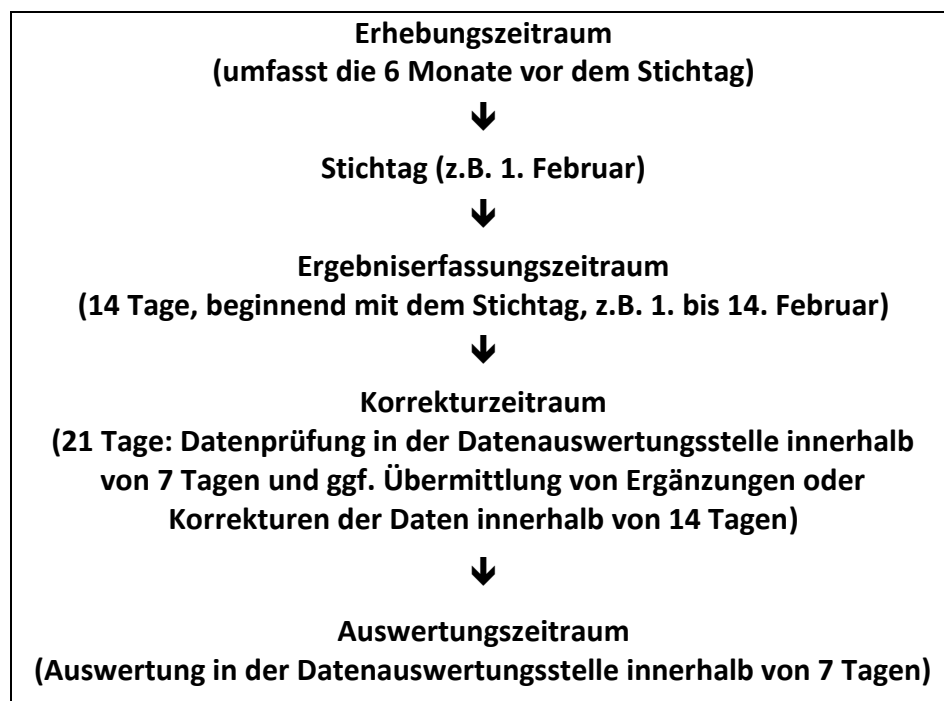 Erhebungszeitraum
(umfasst die 6 Monate vor dem Stichtag)
Stichtag (z.B. 1. Februar)
Ergebniserfassungszeitraum
(14 Tage, beginnend mit dem Stichtag, z.B. 1. bis 14. Februar)
Korrekturzeitraum
(21 Tage: Datenprüfung in der Datenauswertungsstelle innerhalb
von 7 Tagen und ggf. Übermittlung von Ergänzungen oder
Korrekturen der Daten innerhalb von 14 Tagen)
Auswertungszeitraum
(Auswertung in der Datenauswertungsstelle innerhalb von 7 Tagen)